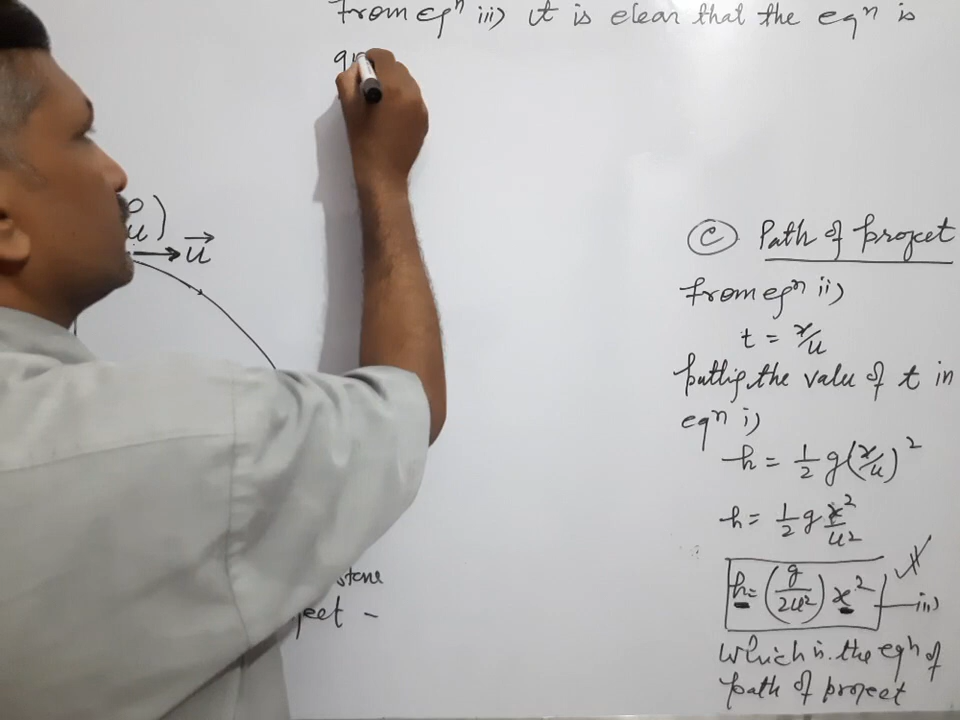 From eqⁿ iii) it is clear that the eqⁿ is
u)
u
C Path of project
from eqⁿ ii)
t = x/u
putting the value of t in
eqⁿ i)
h = 1/2 g(x/u)²
h = 1/2 g x²/u²
h = (g/2u²) x² — iii)
Which is the eqⁿ of
path of project